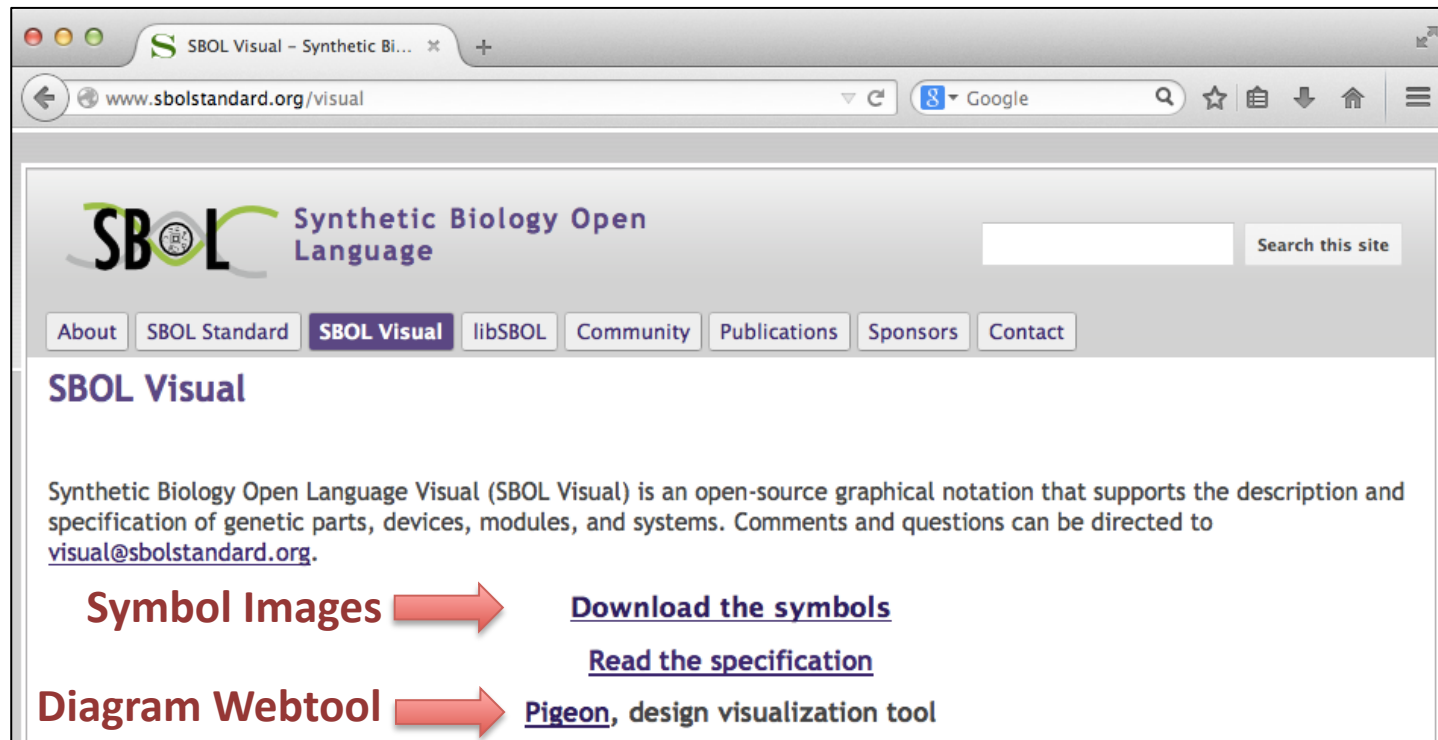 SBOL Visual – Synthetic Bi...
www.sbolstandard.org/visual
Google
SBOL
Synthetic Biology Open
Language
Search this site
About SBOL Standard SBOL Visual libSBOL Community Publications Sponsors Contact
SBOL Visual
Synthetic Biology Open Language Visual (SBOL Visual) is an open-source graphical notation that supports the description and
specification of genetic parts, devices, modules, and systems. Comments and questions can be directed to
visual@sbolstandard.org.
Symbol Images Download the symbols
Read the specification
Diagram Webtool Pigeon, design visualization tool